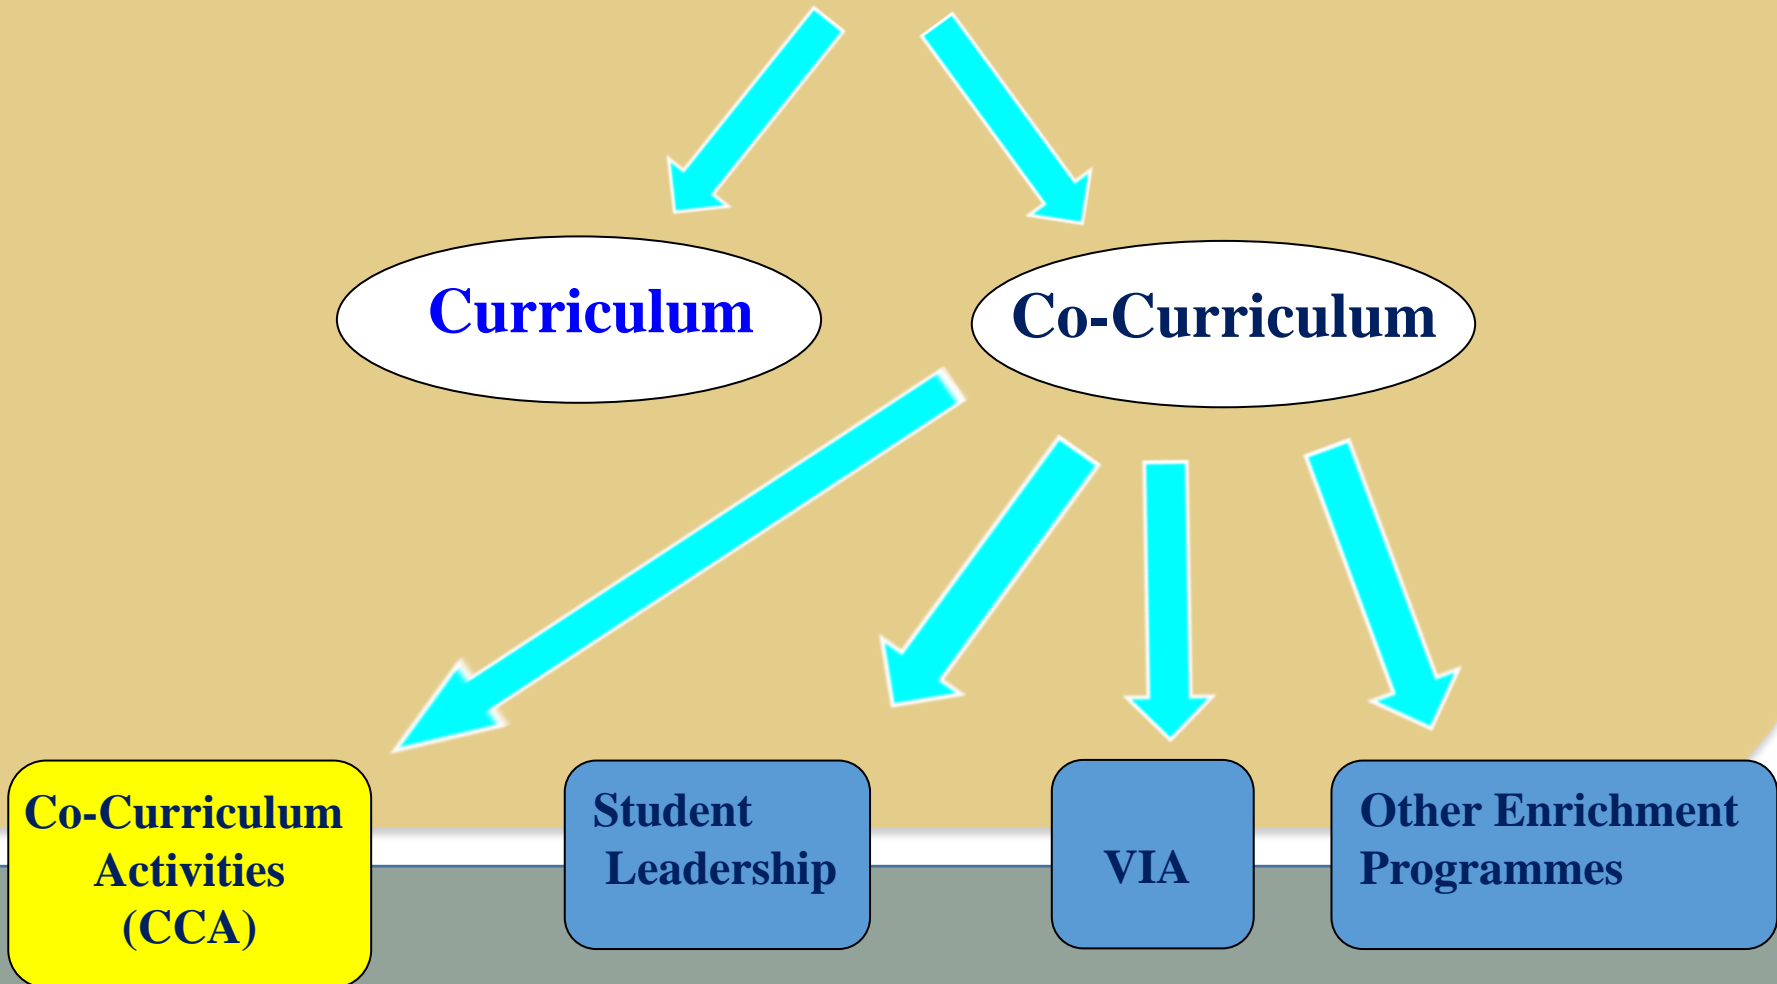 Curriculum
Co-Curriculum
Co-Curriculum
Activities
(CCA)
Student
Leadership
VIA
Other Enrichment
Programmes